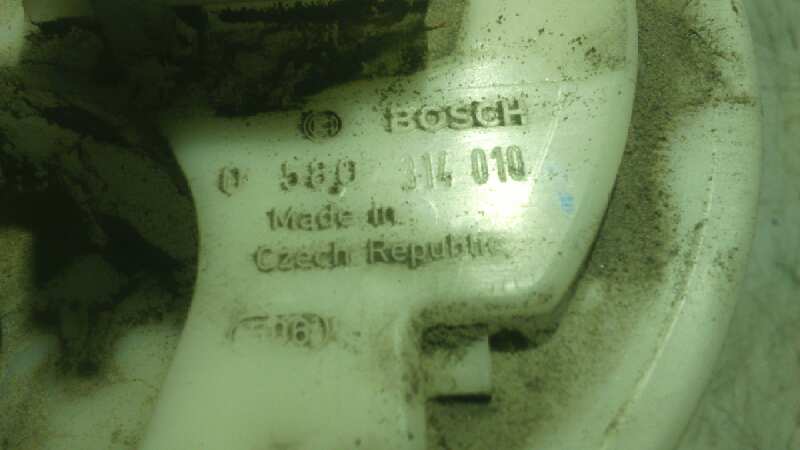 BOSCH
0 580 314 010
Made in
Czech Republic